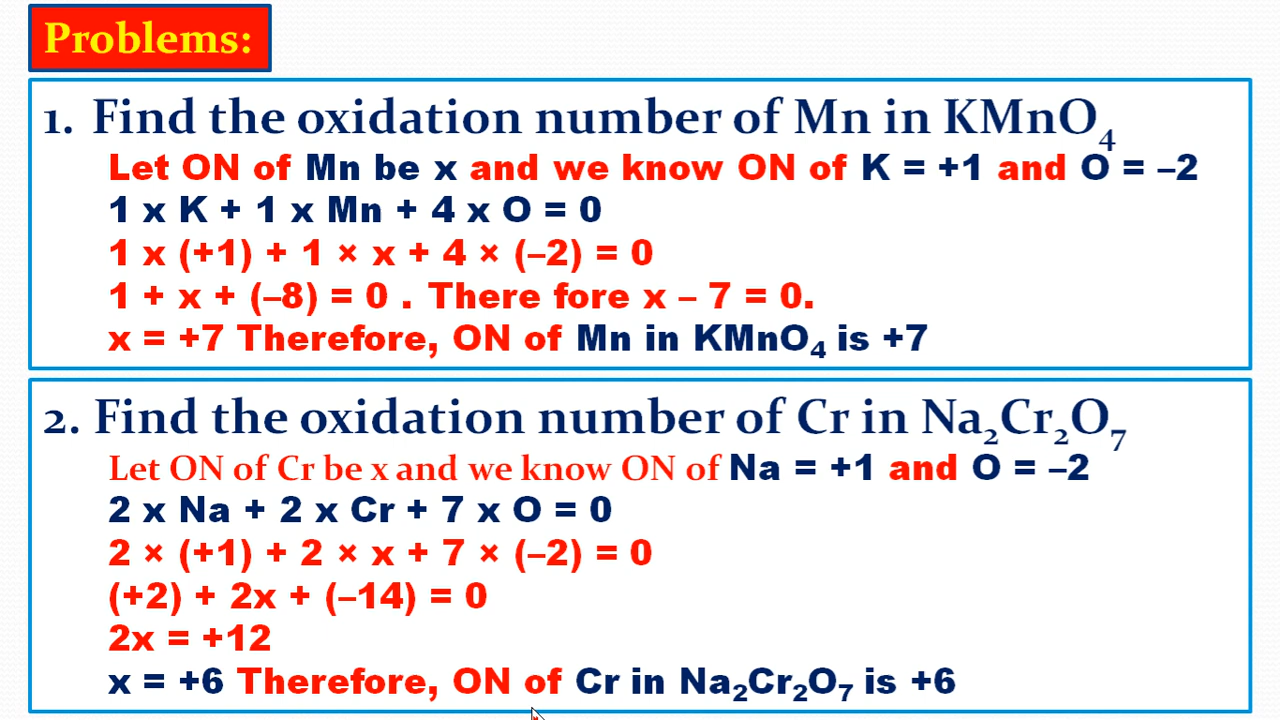 Problems:
1. Find the oxidation number of Mn in KMnO₄
Let ON of Mn be x and we know ON of K = +1 and O = –2
1 x K + 1 x Mn + 4 x O = 0
1 x (+1) + 1 × x + 4 × (–2) = 0
1 + x + (–8) = 0 . There fore x – 7 = 0.
x = +7 Therefore, ON of Mn in KMnO₄ is +7
2. Find the oxidation number of Cr in Na₂Cr₂O₇
Let ON of Cr be x and we know ON of Na = +1 and O = –2
2 x Na + 2 x Cr + 7 x O = 0
2 × (+1) + 2 × x + 7 × (–2) = 0
(+2) + 2x + (–14) = 0
2x = +12
x = +6 Therefore, ON of Cr in Na₂Cr₂O₇ is +6